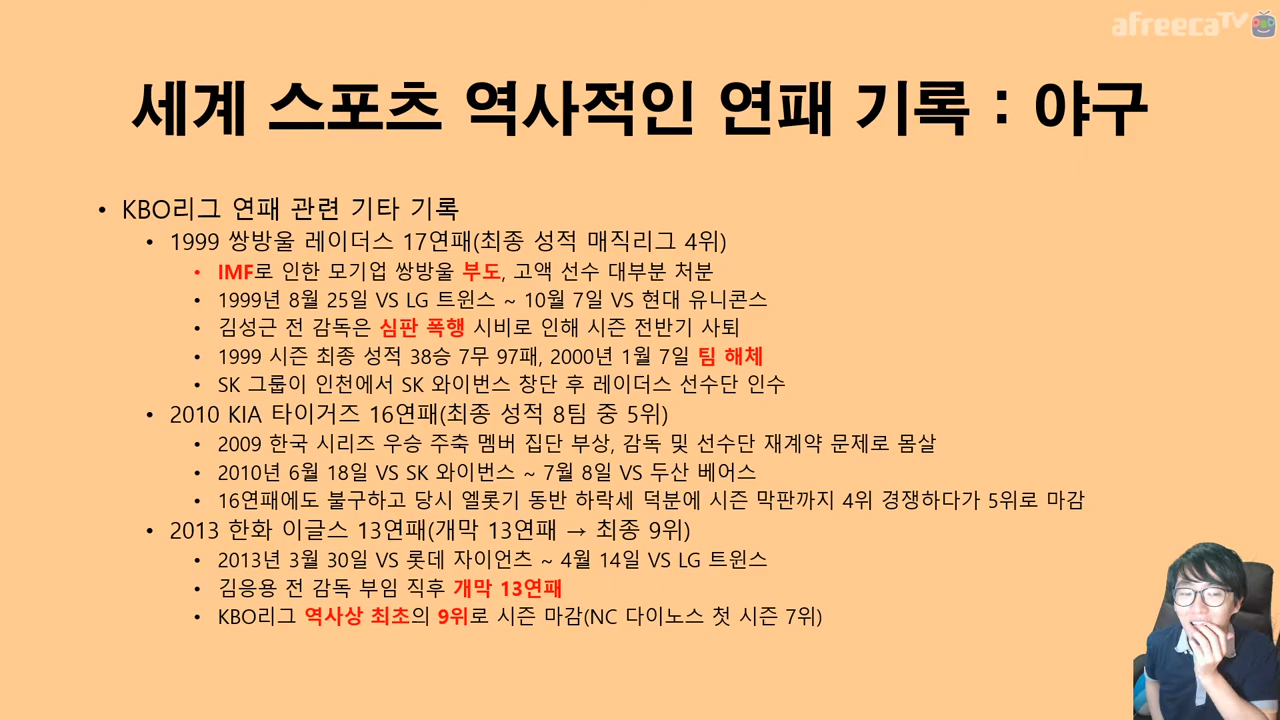 afreecaTV
세계 스포츠 역사적인 연패 기록 : 야구
• KBO리그 연패 관련 기타 기록
• 1999 쌍방울 레이더스 17연패(최종 성적 매직리그 4위)
• IMF로 인한 모기업 쌍방울 부도, 고액 선수 대부분 처분
• 1999년 8월 25일 VS LG 트윈스 ~ 10월 7일 VS 현대 유니콘스
• 김성근 전 감독은 심판 폭행 시비로 인해 시즌 전반기 사퇴
• 1999 시즌 최종 성적 38승 7무 97패, 2000년 1월 7일 팀 해체
• SK 그룹이 인천에서 SK 와이번스 창단 후 레이더스 선수단 인수
• 2010 KIA 타이거즈 16연패(최종 성적 8팀 중 5위)
• 2009 한국 시리즈 우승 주축 멤버 집단 부상, 감독 및 선수단 재계약 문제로 몸살
• 2010년 6월 18일 VS SK 와이번스 ~ 7월 8일 VS 두산 베어스
• 16연패에도 불구하고 당시 엘롯기 동반 하락세 덕분에 시즌 막판까지 4위 경쟁하다가 5위로 마감
• 2013 한화 이글스 13연패(개막 13연패 → 최종 9위)
• 2013년 3월 30일 VS 롯데 자이언츠 ~ 4월 14일 VS LG 트윈스
• 김응용 전 감독 부임 직후 개막 13연패
• KBO리그 역사상 최초의 9위로 시즌 마감(NC 다이노스 첫 시즌 7위)